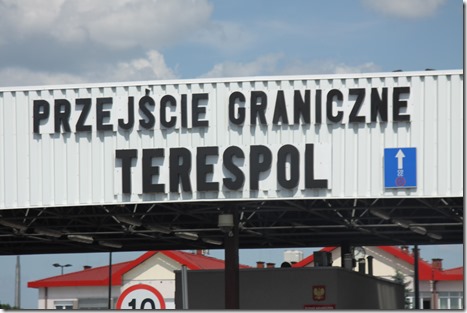 PRZEJŚCIE GRANICZNE
TERESPOL
10